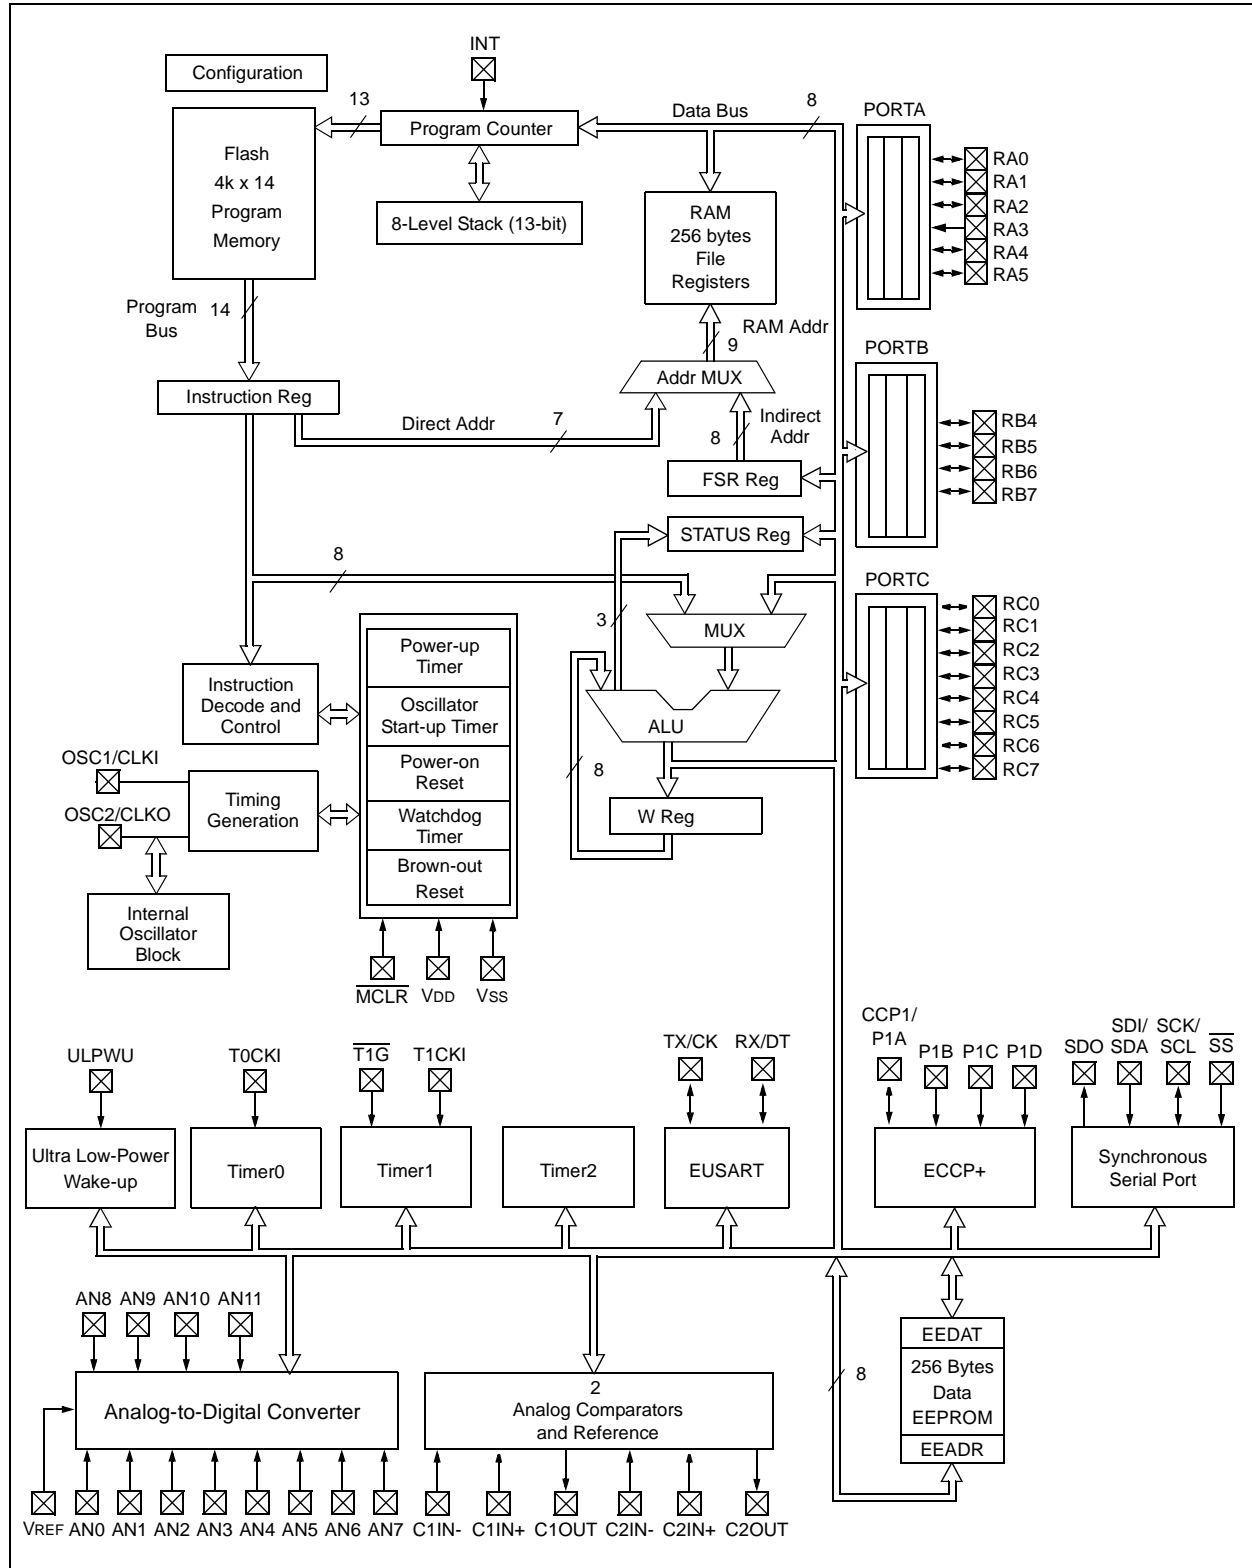 INT
Configuration
13
Program Counter
Data Bus
8
PORTA
Flash
4k x 14
Program
Memory
8-Level Stack (13-bit)
RAM
256 bytes
File
Registers
RA0
RA1
RA2
RA3
RA4
RA5
Program
Bus
14
RAM Addr
9
Addr MUX
PORTB
Instruction Reg
Direct Addr
7
Indirect
Addr
8
FSR Reg
RB4
RB5
RB6
RB7
STATUS Reg
8
PORTC
3
MUX
RC0
RC1
RC2
RC3
RC4
RC5
RC6
RC7
Power-up
Timer
Instruction
Decode and
Control
Oscillator
Start-up Timer
ALU
OSC1/CLKI
Power-on
Reset
8
Timing
Generation
OSC2/CLKO
Watchdog
Timer
W Reg
Brown-out
Reset
Internal
Oscillator
Block
MCLR
VDD
VSS
ULPWU
T0CKI
T1G
T1CKI
TX/CK
RX/DT
CCP1/
P1A
P1B
P1C
P1D
SDO
SDI/
SDA
SCK/
SCL
SS
Ultra Low-Power
Wake-up
Timer0
Timer1
Timer2
EUSART
ECCP+
Synchronous
Serial Port
AN8
AN9
AN10
AN11
EEDAT
256 Bytes
Data
EEPROM
EEADR
8
Analog-to-Digital Converter
2
Analog Comparators
and Reference
VREF
AN0
AN1
AN2
AN3
AN4
AN5
AN6
AN7
C1IN-
C1IN+
C1OUT
C2IN-
C2IN+
C2OUT